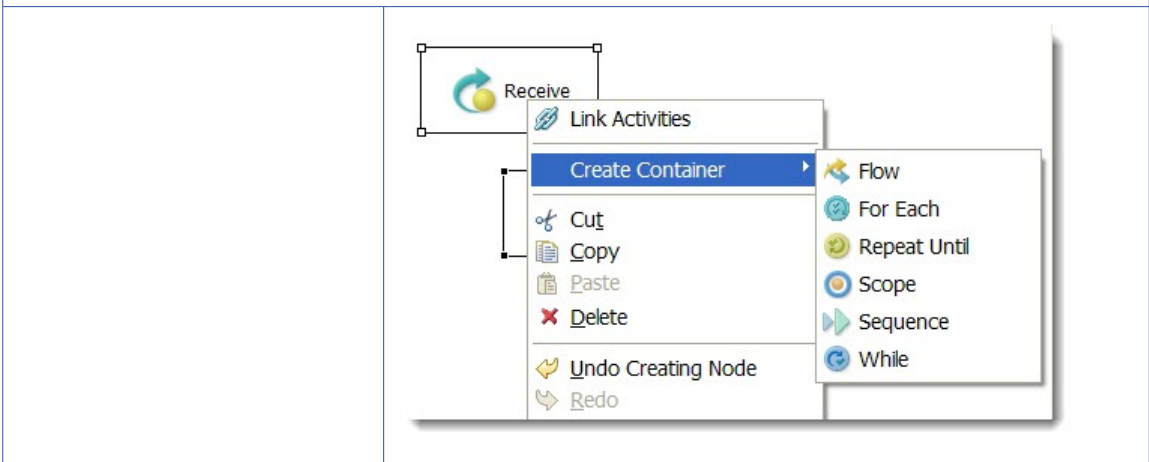 Receive
Link Activities
Create Container
Flow
For Each
Repeat Until
Scope
Sequence
While
Cut
Copy
Paste
Delete
Undo Creating Node
Redo